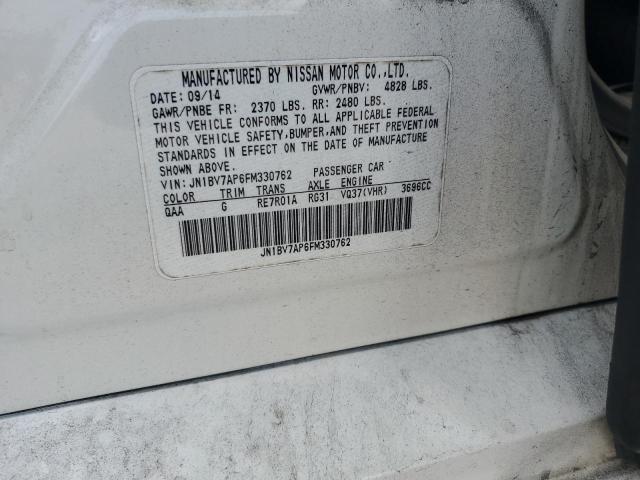 MANUFACTURED BY NISSAN MOTOR CO.,LTD.
DATE: 09/14 GVWR/PNBV: 4828 LBS.
GAWR/PNBE FR: 2370 LBS. RR: 2480 LBS.
THIS VEHICLE CONFORMS TO ALL APPLICABLE FEDERAL
MOTOR VEHICLE SAFETY, BUMPER, AND THEFT PREVENTION
STANDARDS IN EFFECT ON THE DATE OF MANUFACTURE
SHOWN ABOVE.
VIN: JN1BV7AP6FM330762 PASSENGER CAR
COLOR TRIM TRANS AXLE ENGINE
QAA G RE7R01A RG31 VQ37(VHR) 3696CC
JN1BV7AP6FM330762